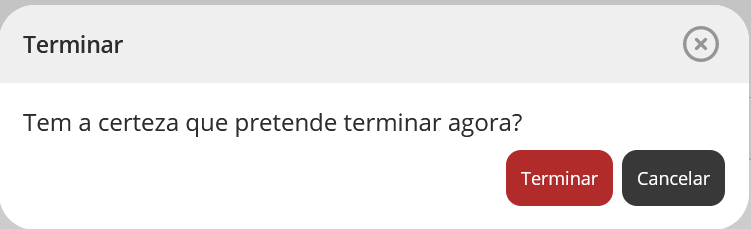 Terminar
Tem a certeza que pretende terminar agora?
Terminar
Cancelar